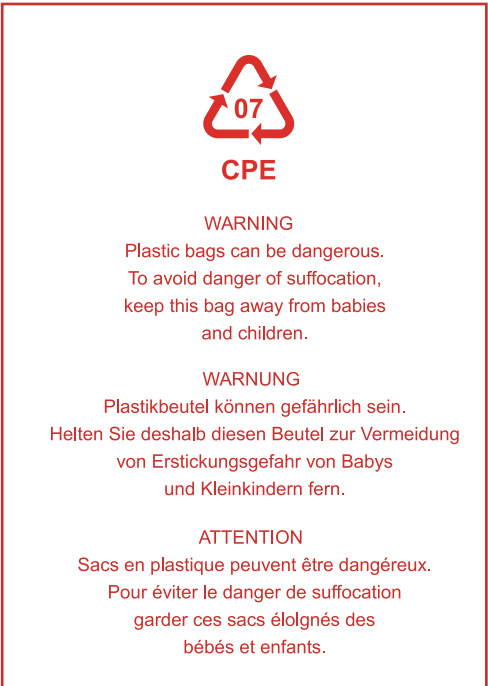 07
CPE
WARNING
Plastic bags can be dangerous.
To avoid danger of suffocation,
keep this bag away from babies
and children.
WARNUNG
Plastikbeutel können gefährlich sein.
Helten Sie deshalb diesen Beutel zur Vermeidung
von Erstickungsgefahr von Babys
und Kleinkindern fern.
ATTENTION
Sacs en plastique peuvent être dangéreux.
Pour éviter le danger de suffocation
garder ces sacs élolgnés des
bébés et enfants.